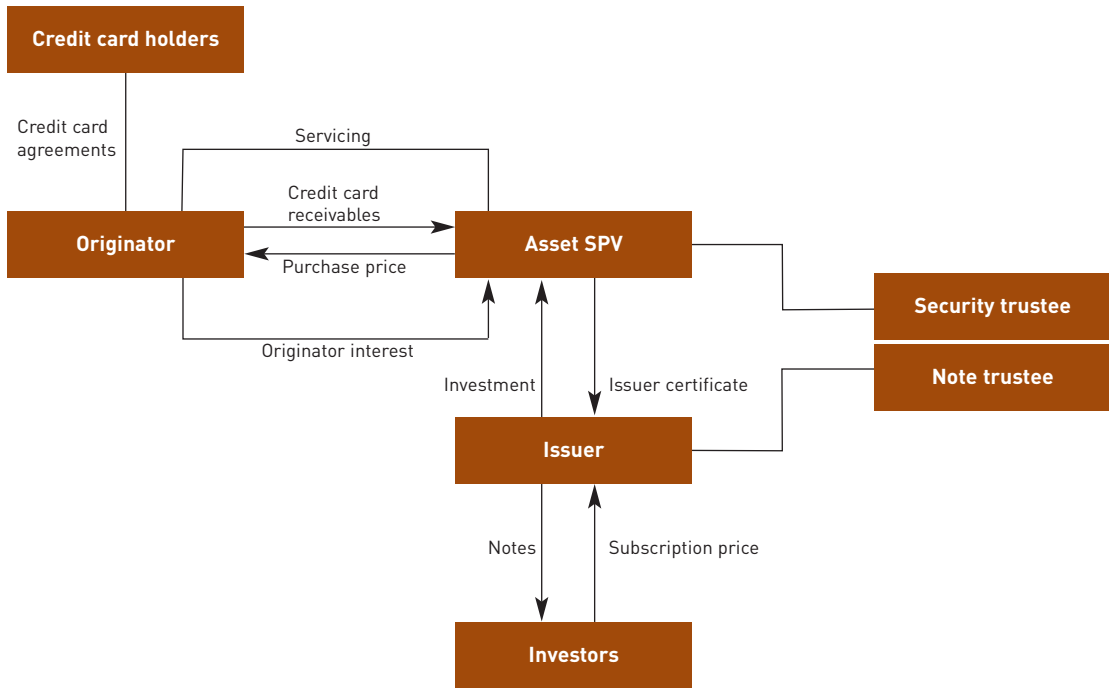 Credit card holders
Credit card
agreements
Servicing
Credit card
receivables
Originator
Asset SPV
Purchase price
Security trustee
Originator interest
Note trustee
Investment
Issuer certificate
Issuer
Notes
Subscription price
Investors